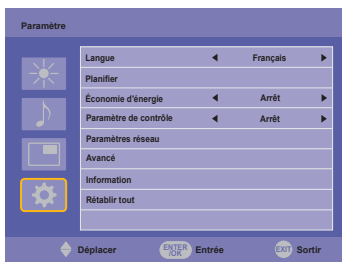 Paramètre
Langue Français
Planifier
Économie d'énergie Arrêt
Paramètre de contrôle Arrêt
Paramètres réseau
Avancé
Information
Rétablir tout
Déplacer ENTER /OK Entrée EXIT Sortir